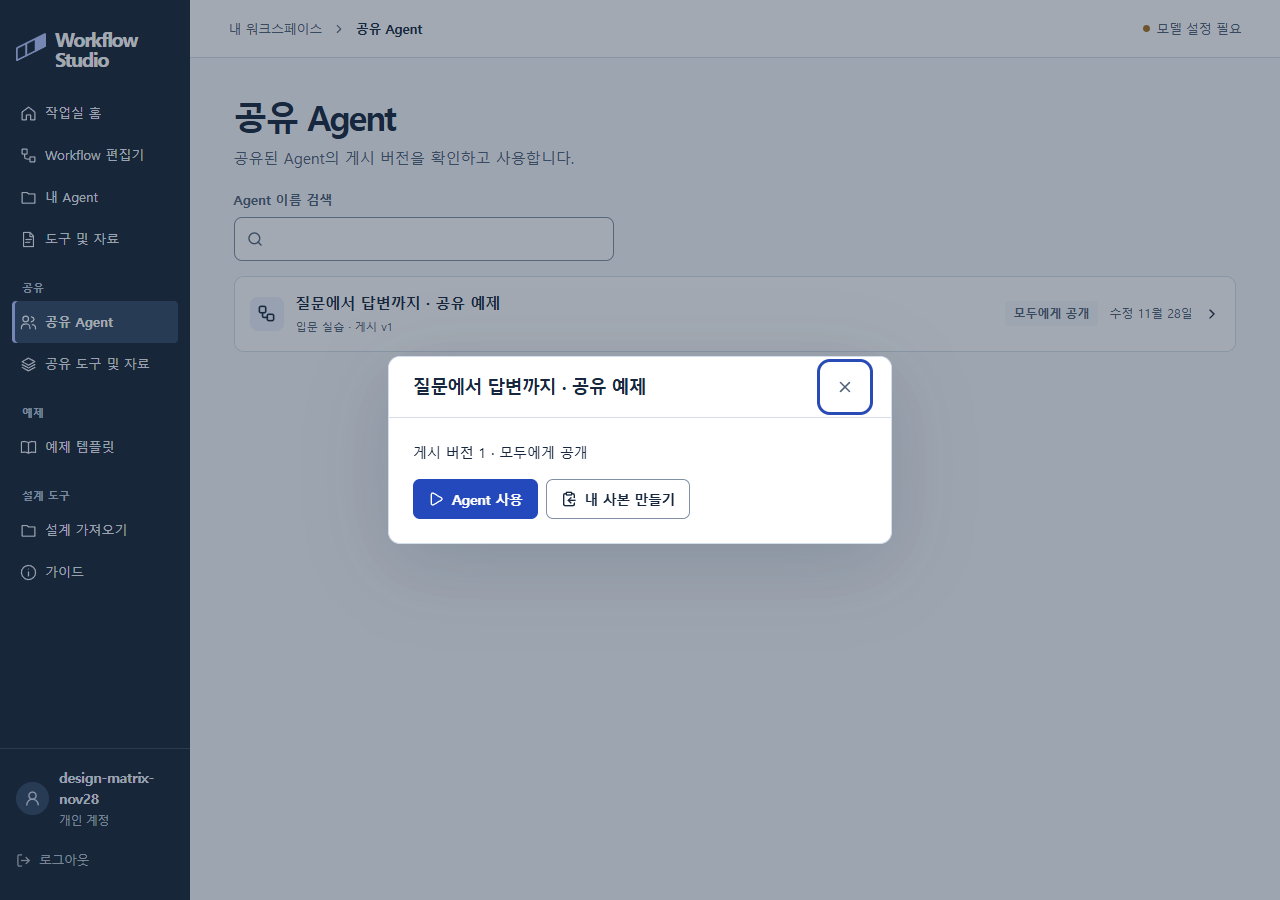 Workflow
Studio
작업실 홈
Workflow 편집기
내 Agent
도구 및 자료
공유
공유 Agent
공유 도구 및 자료
예제
예제 템플릿
설계 도구
설계 가져오기
가이드
design-matrix-
nov28
개인 계정
로그아웃
내 워크스페이스 > 공유 Agent
모델 설정 필요
공유 Agent
공유된 Agent의 게시 버전을 확인하고 사용합니다.
Agent 이름 검색
질문에서 답변까지 · 공유 예제
입문 실습 · 게시 v1
모두에게 공개
수정 11월 28일
질문에서 답변까지 · 공유 예제
게시 버전 1 · 모두에게 공개
Agent 사용
내 사본 만들기